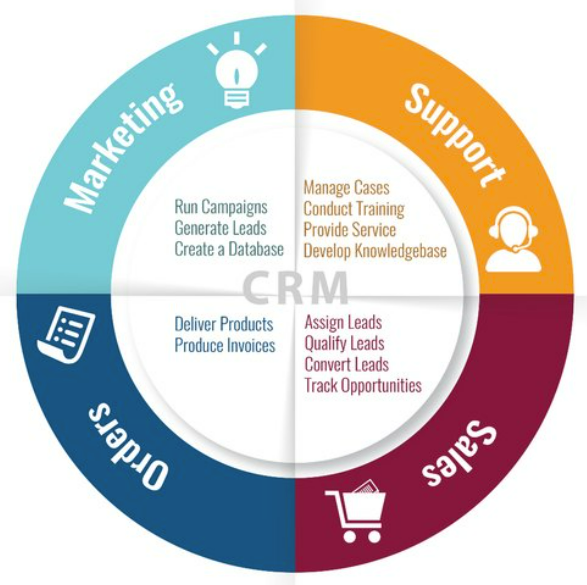 Marketing
Support
Run Campaigns
Generate Leads
Create a Database
Manage Cases
Conduct Training
Provide Service
Develop Knowledgebase
CRM
Deliver Products
Produce Invoices
Assign Leads
Qualify Leads
Convert Leads
Track Opportunities
Orders
Sales